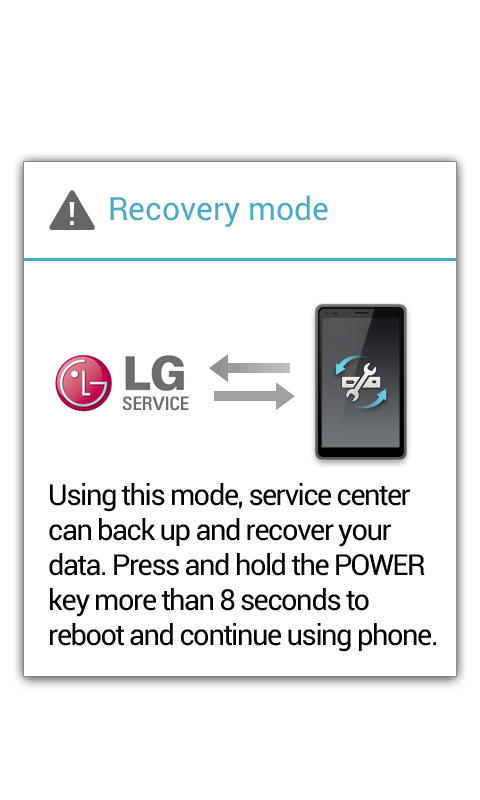 Recovery mode
LG
SERVICE
Using this mode, service center
can back up and recover your
data. Press and hold the POWER
key more than 8 seconds to
reboot and continue using phone.